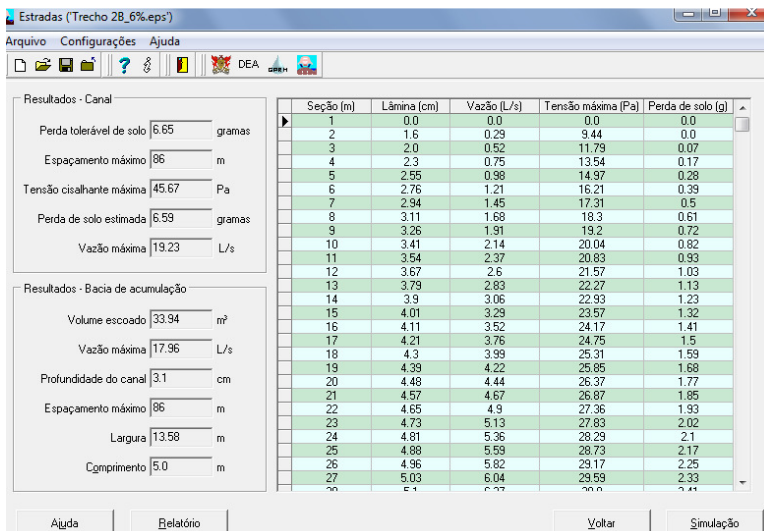 Estradas ('Trecho 2B_6%.eps')
Arquivo Configurações Ajuda
DEA
GPRH
Resultados - Canal
Perda tolerável de solo 6.65 gramas
Espaçamento máximo 86 m
Tensão cisalhante máxima 45.67 Pa
Perda de solo estimada 6.59 gramas
Vazão máxima 19.23 L/s
Resultados - Bacia de acumulação
Volume escoado 33.94 m³
Vazão máxima 17.96 L/s
Profundidade do canal 3.1 cm
Espaçamento máximo 86 m
Largura 13.58 m
Comprimento 5.0 m
Seção (m) Lâmina (cm) Vazão (L/s) Tensão máxima (Pa) Perda de solo (g)
1 0.0 0.0 0.0 0.0
2 1.6 0.29 9.44 0.0
3 2.0 0.52 11.79 0.07
4 2.3 0.75 13.54 0.17
5 2.55 0.98 14.97 0.28
6 2.76 1.21 16.21 0.39
7 2.94 1.45 17.31 0.5
8 3.11 1.68 18.3 0.61
9 3.26 1.91 19.2 0.72
10 3.41 2.14 20.04 0.82
11 3.54 2.37 20.83 0.93
12 3.67 2.6 21.57 1.03
13 3.79 2.83 22.27 1.13
14 3.9 3.06 22.93 1.23
15 4.01 3.29 23.57 1.32
16 4.11 3.52 24.17 1.41
17 4.21 3.76 24.75 1.5
18 4.3 3.99 25.31 1.59
19 4.39 4.22 25.85 1.68
20 4.48 4.44 26.37 1.77
21 4.57 4.67 26.87 1.85
22 4.65 4.9 27.36 1.93
23 4.73 5.13 27.83 2.02
24 4.81 5.36 28.29 2.1
25 4.88 5.59 28.73 2.17
26 4.96 5.82 29.17 2.25
27 5.03 6.04 29.59 2.33
Ajuda Relatório Voltar Simulação